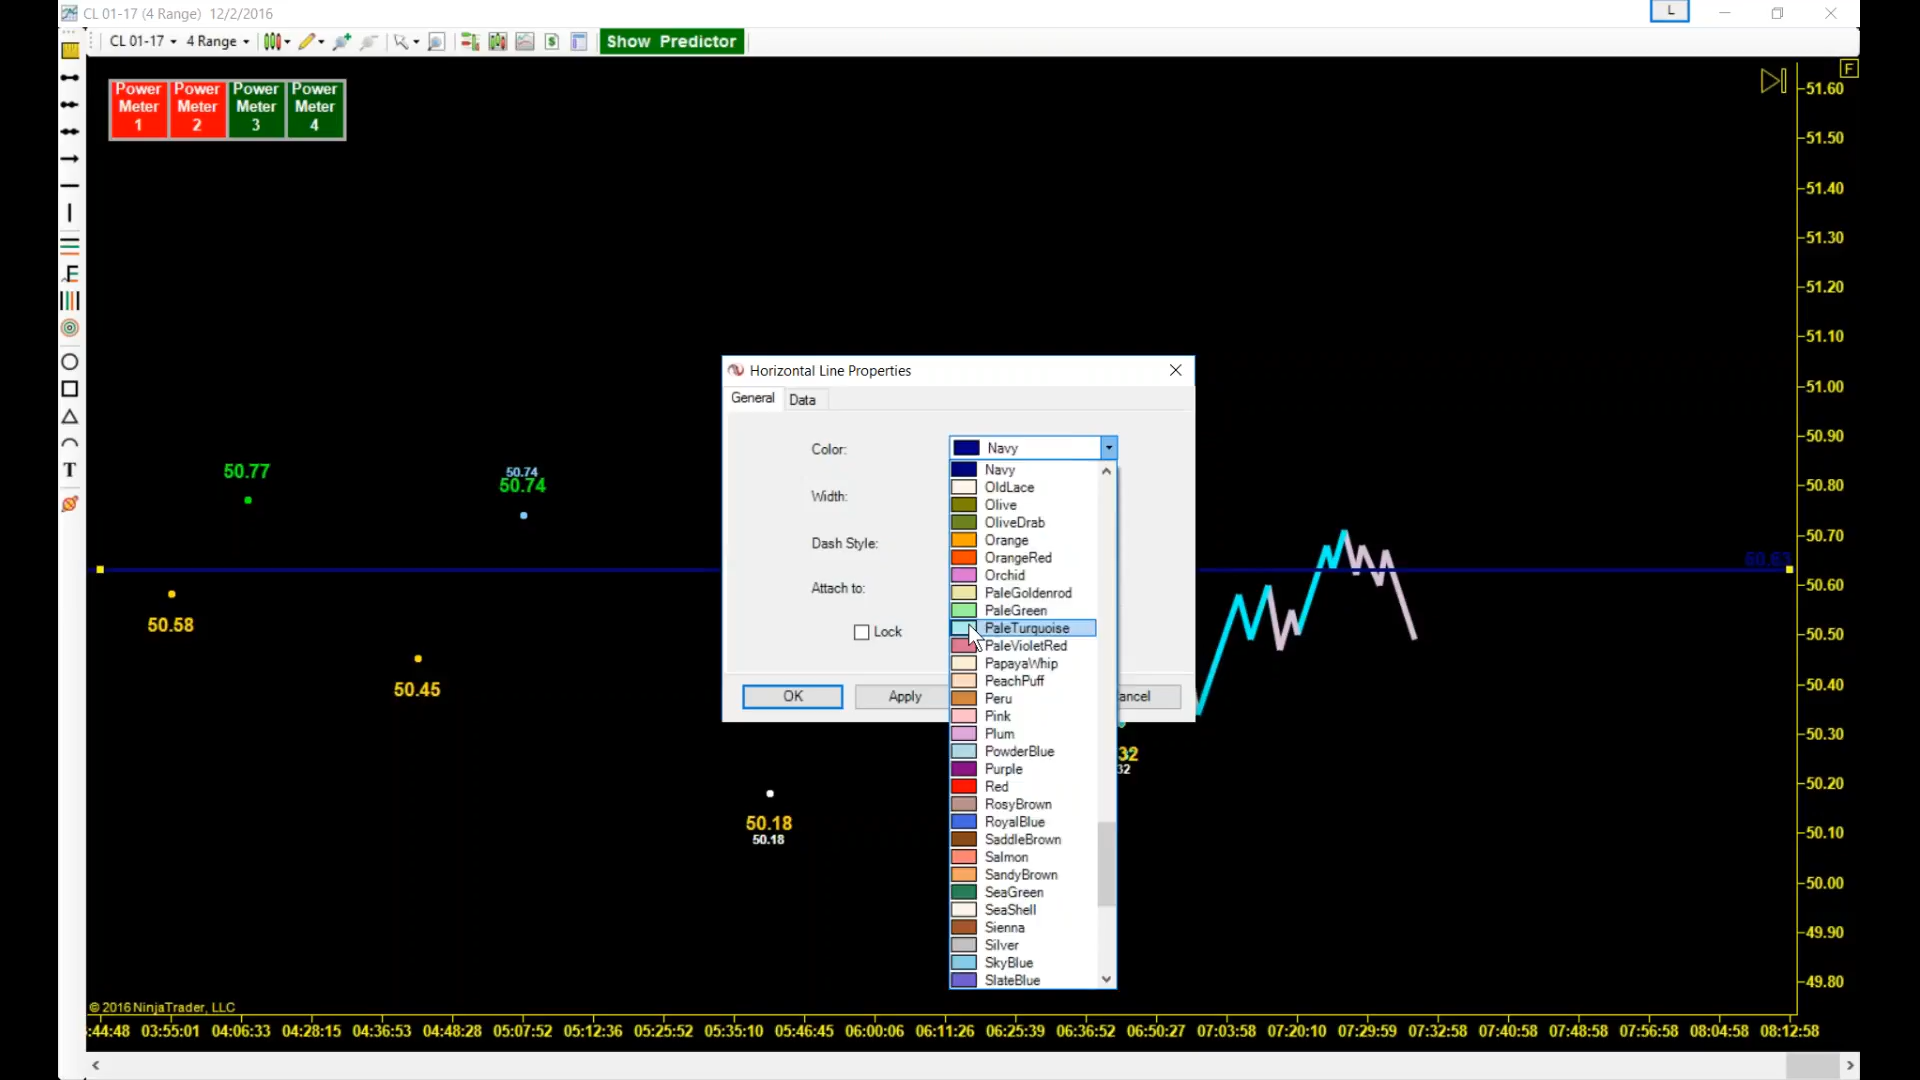 CL 01-17 (4 Range) 12/2/2016
L
CL 01-17
4 Range
Show Predictor
F
Power Meter 1
Power Meter 2
Power Meter 3
Power Meter 4
51.60
51.50
51.40
51.30
51.20
51.10
51.00
50.90
50.80
50.70
50.60
50.50
50.40
50.30
50.20
50.10
50.00
49.90
49.80
Horizontal Line Properties
General
Data
Color:
Navy
Width:
Dash Style:
Attach to:
Lock
OK
Apply
ancel
Navy
OldLace
Olive
OliveDrab
Orange
OrangeRed
Orchid
PaleGoldenrod
PaleGreen
PaleTurquoise
PaleVioletRed
PapayaWhip
PeachPuff
Peru
Pink
Plum
PowderBlue
Purple
Red
RosyBrown
RoyalBlue
SaddleBrown
Salmon
SandyBrown
SeaGreen
SeaShell
Sienna
Silver
SkyBlue
SlateBlue
50.77
50.74
50.74
50.63
50.58
50.45
50.18
50.18
32
32
T
© 2016 NinjaTrader, LLC
:44:48 03:55:01 04:06:33 04:28:15 04:36:53 04:48:28 05:07:52 05:12:36 05:25:52 05:35:10 05:46:45 06:00:06 06:11:26 06:25:39 06:36:52 06:50:27 07:03:58 07:20:10 07:29:59 07:32:58 07:40:58 07:48:58 07:56:58 08:04:58 08:12:58